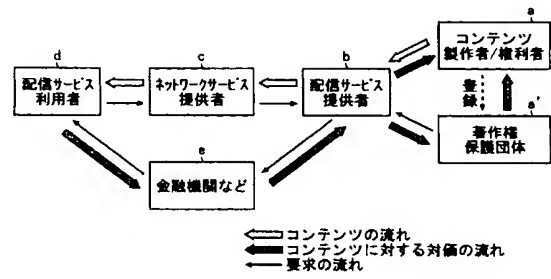 a
コンテンツ
製作者/権利者
d
c
b
配信サービス
利用者
ネットワークサービス
提供者
配信サービス
提供者
登録
a'
著作権
保護団体
e
金融機関など
コンテンツの流れ
コンテンツに対する対価の流れ
要求の流れ